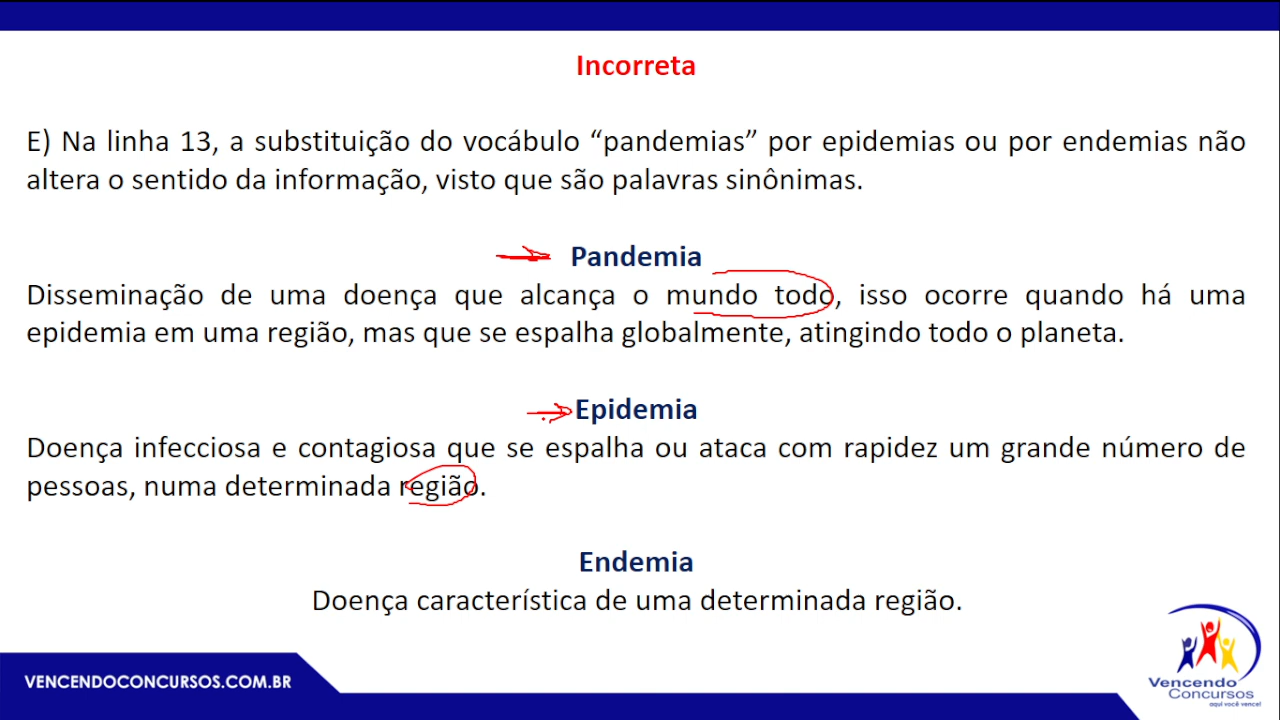 Incorreta
E) Na linha 13, a substituição do vocábulo “pandemias” por epidemias ou por endemias não
altera o sentido da informação, visto que são palavras sinônimas.
Pandemia
Disseminação de uma doença que alcança o mundo todo, isso ocorre quando há uma
epidemia em uma região, mas que se espalha globalmente, atingindo todo o planeta.
Epidemia
Doença infecciosa e contagiosa que se espalha ou ataca com rapidez um grande número de
pessoas, numa determinada região.
Endemia
Doença característica de uma determinada região.
VENCENDOCONCURSOS.COM.BR
Vencendo
Concursos
aqui você vence!